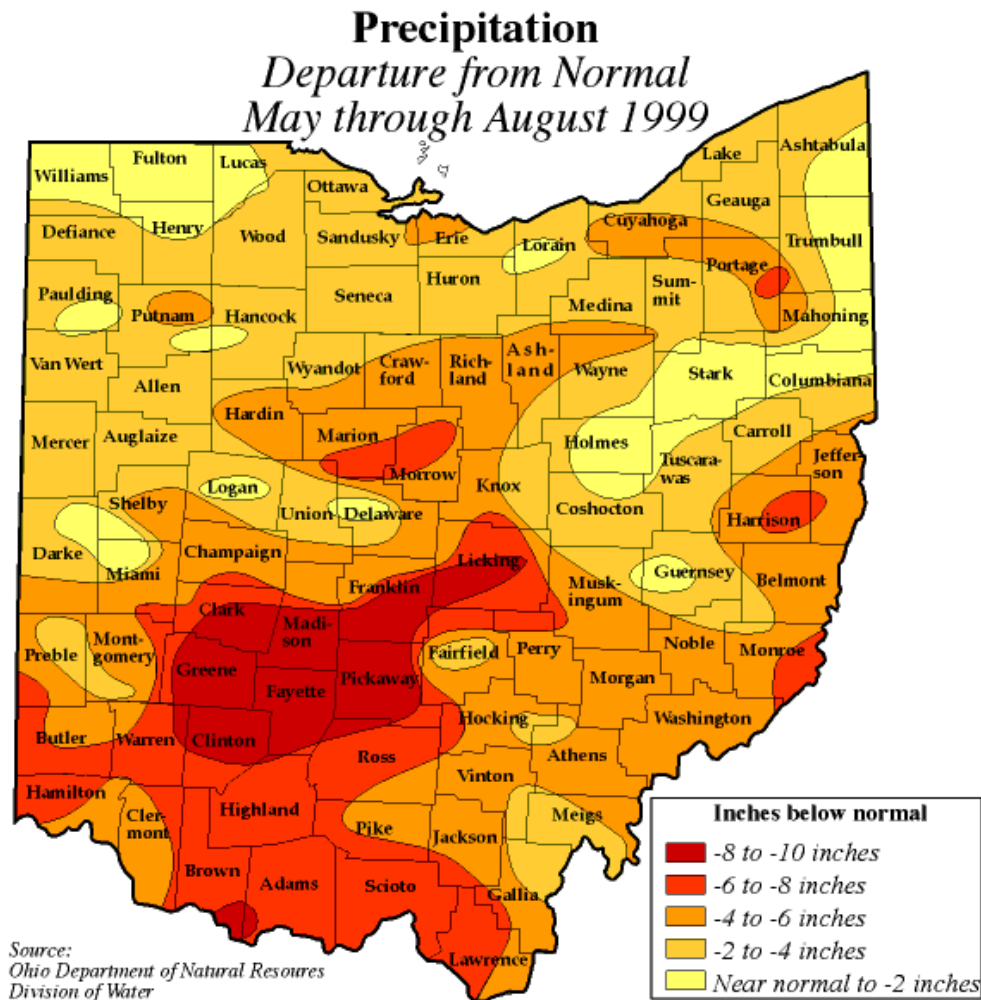 Precipitation
Departure from Normal
May through August 1999
Lake
Ashtabula
Fulton
Lucas
Williams
Ottawa
Geauga
Cuyahoga
Henry
Defiance
Wood
Sandusky
Erie
Lorain
Trumbull
Portage
Huron
Sum-
mit
Paulding
Seneca
Medina
Putnam
Hancock
Mahoning
Van Wert
Wyandot
Craw-
ford
Rich-
land
Ash-
land
Wayne
Stark
Columbiana
Allen
Hardin
Mercer
Auglaize
Marion
Holmes
Carroll
Tuscara-
was
Jeffer-
son
Morrow
Logan
Knox
Shelby
Union
Delaware
Coshocton
Harrison
Darke
Champaign
Licking
Miami
Franklin
Musk-
ingum
Guernsey
Belmont
Clark
Madi-
son
Mont-
gomery
Preble
Fairfield
Perry
Noble
Monroe
Greene
Fayette
Pickaway
Morgan
Hocking
Washington
Butler
Warren
Clinton
Ross
Athens
Vinton
Hamilton
Highland
Cler-
mont
Pike
Jackson
Meigs
Brown
Adams
Scioto
Gallia
Lawrence
Inches below normal
-8 to -10 inches
-6 to -8 inches
-4 to -6 inches
-2 to -4 inches
Near normal to -2 inches
Source:
Ohio Department of Natural Resoures
Division of Water